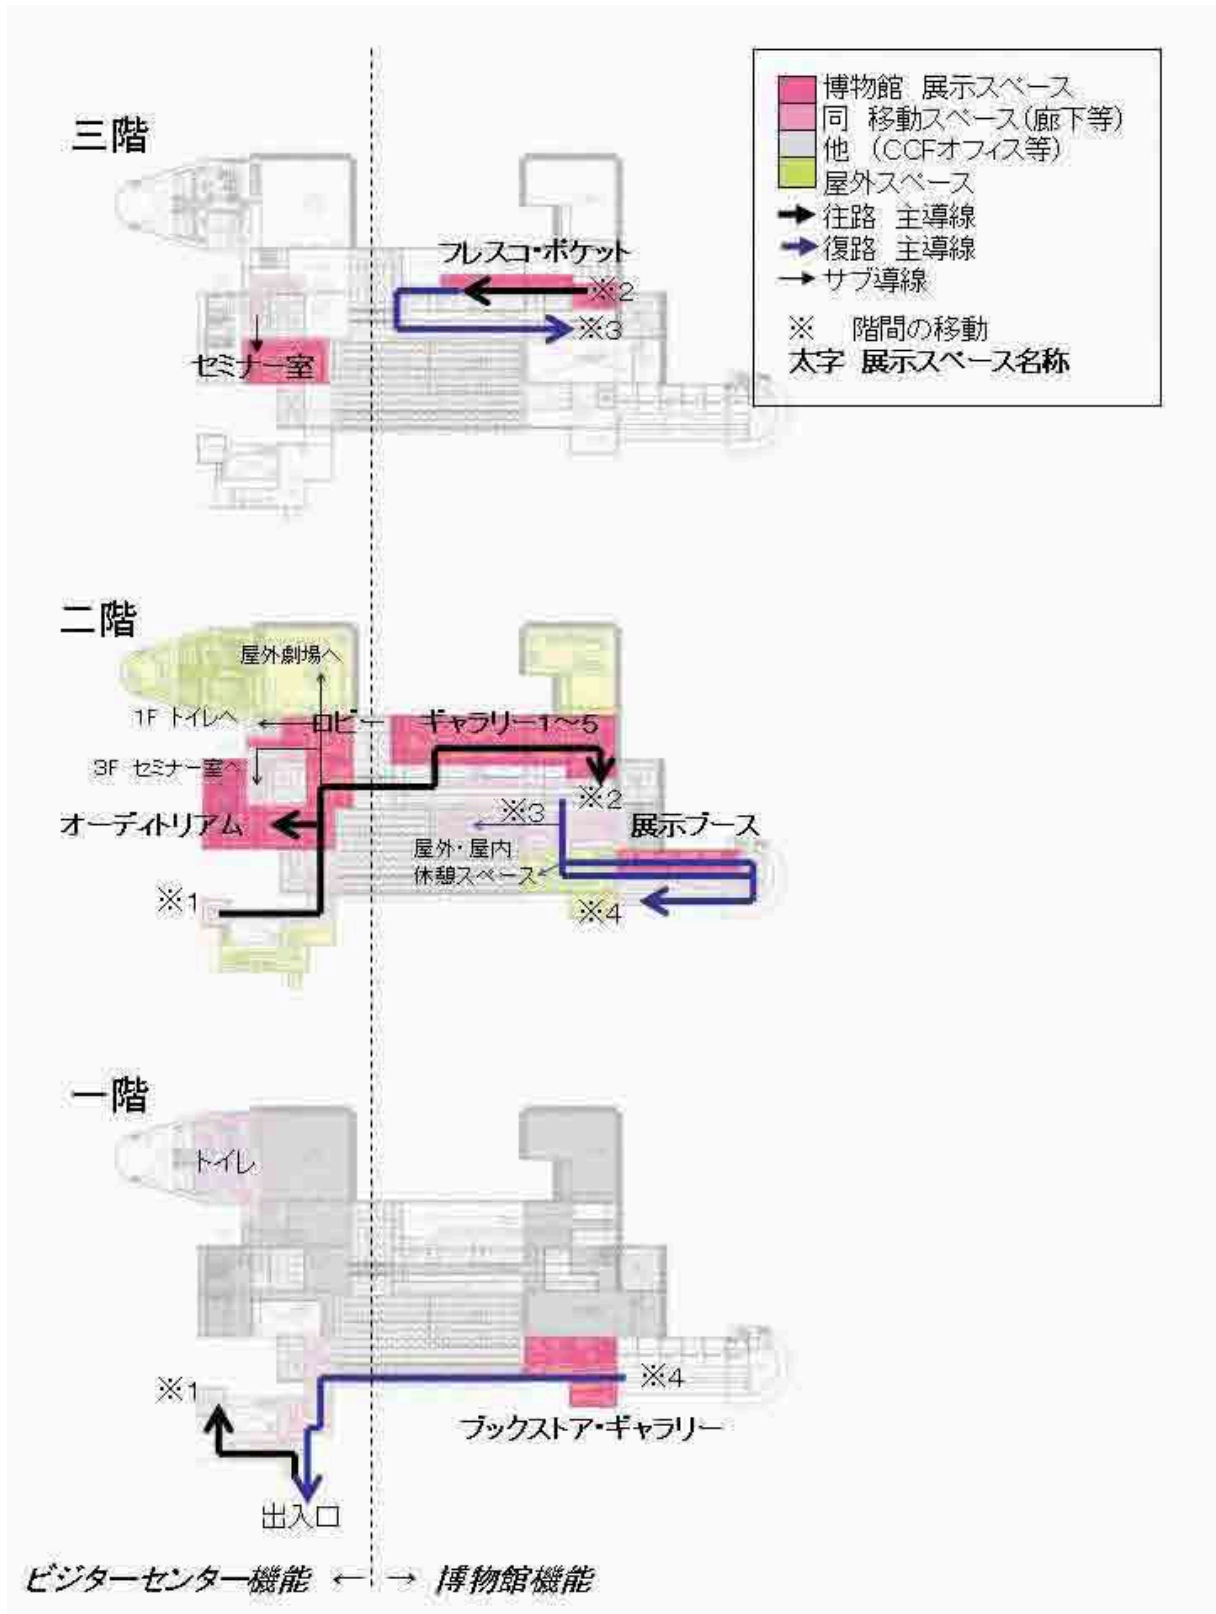 博物館 展示スペース
同 移動スペース(廊下等)
他 (CCFオフィス等)
屋外スペース
往路 主導線
復路 主導線
サブ導線
※ 階間の移動
太字 展示スペース名称
三階
フレスコ・ポケット
※2
※3
セミナー室
二階
屋外劇場へ
1F トイレへ
ロビー
ギャラリー1～5
3F セミナー室へ
※2
オーディトリアム
※3
展示ブース
屋外・屋内
休憩スペース
※1
※4
一階
トイレ
※1
※4
ブックストア・ギャラリー
出入口
ビジターセンター機能 ← → 博物館機能